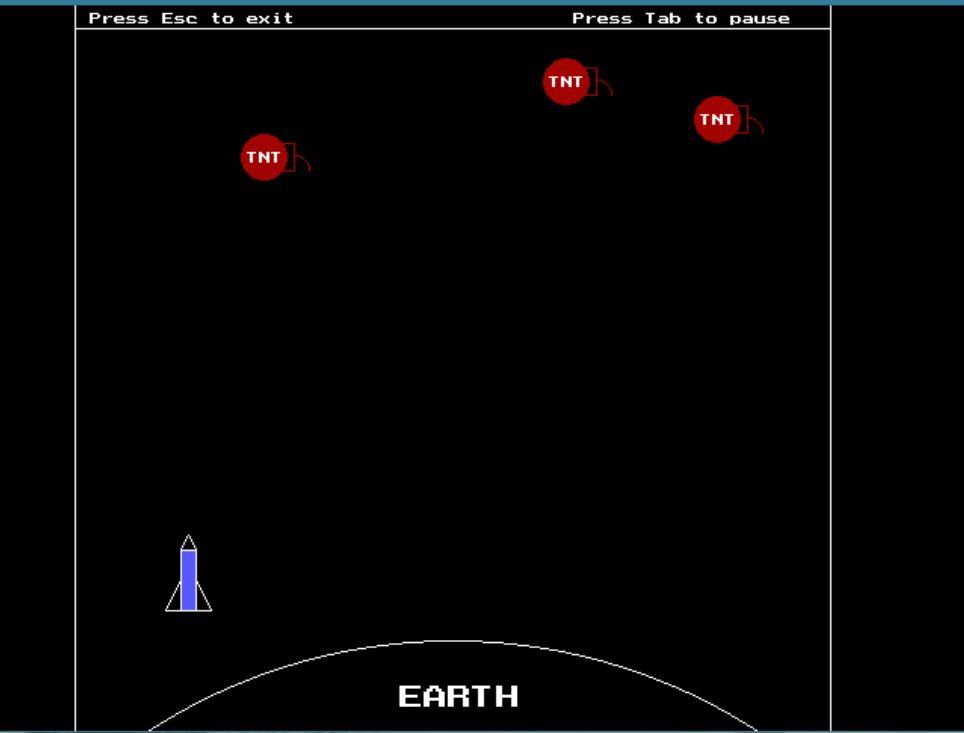 Press Esc to exit
Press Tab to pause
TNT
TNT
TNT
EARTH